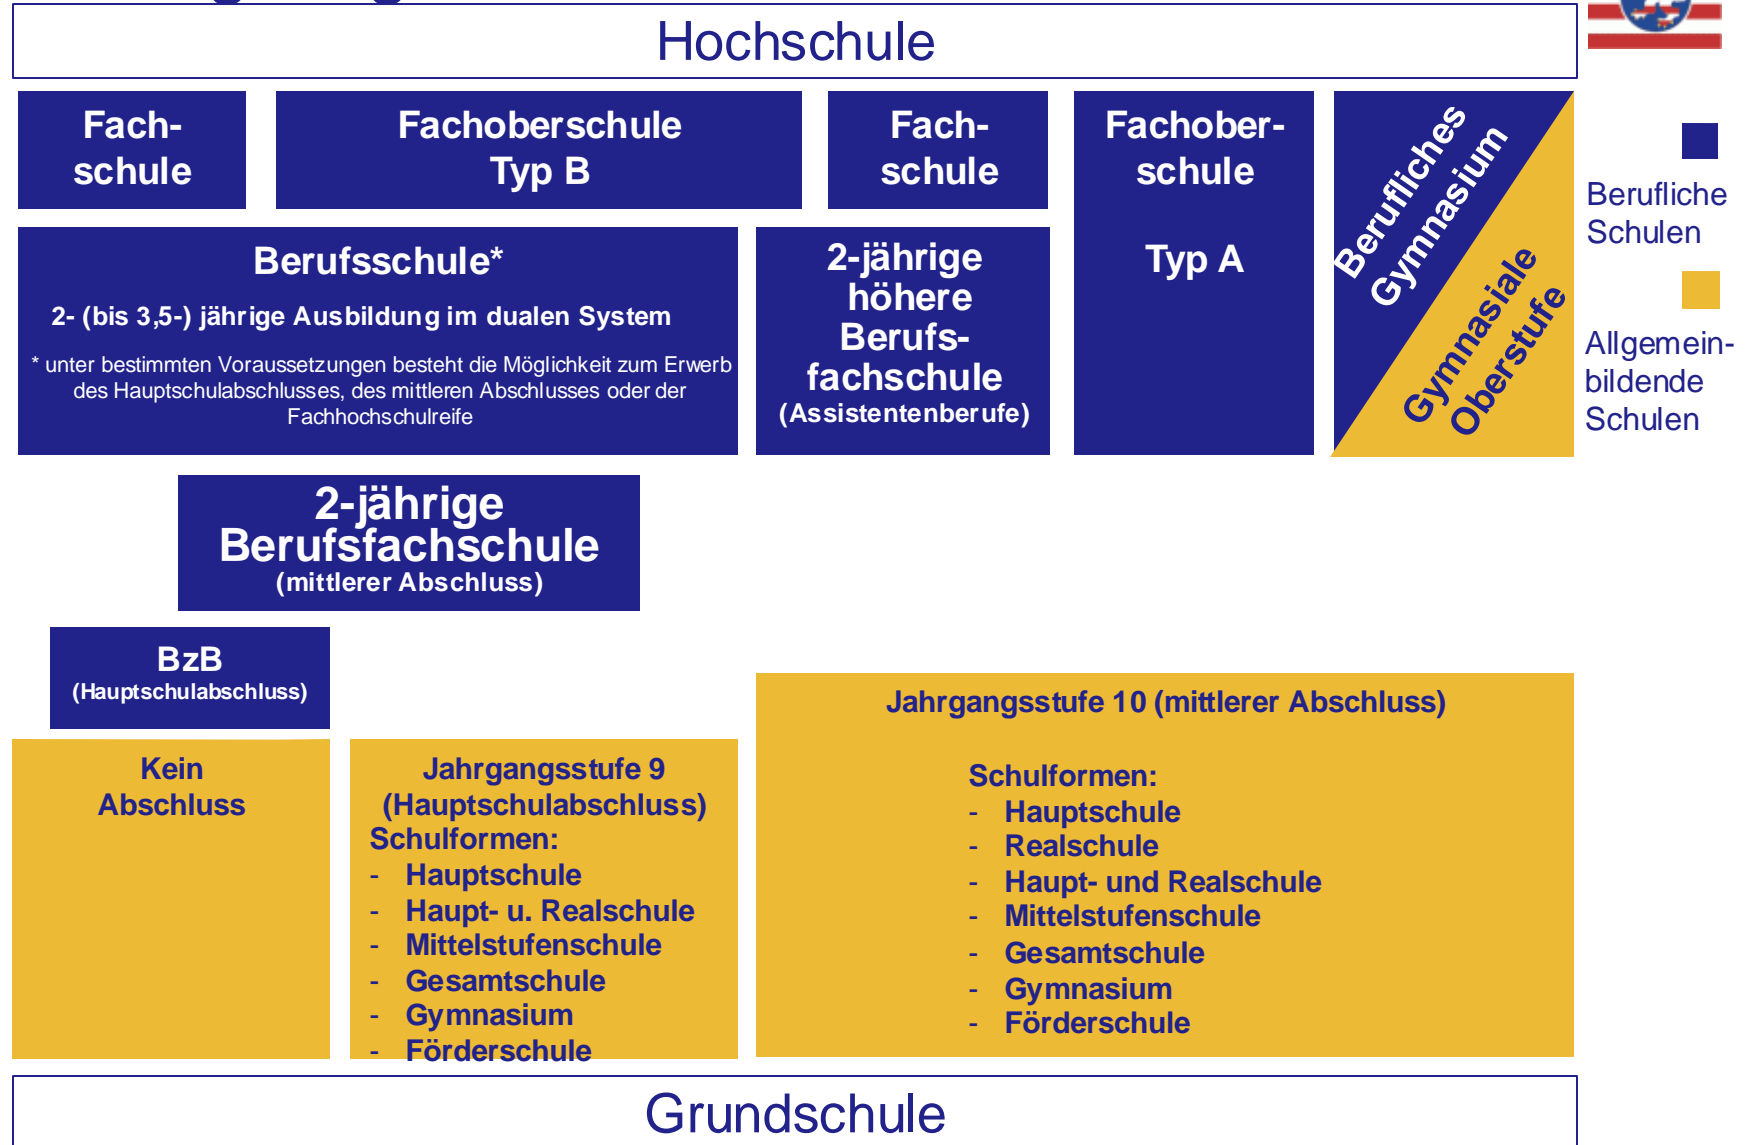 Hochschule
Fach-
schule
Fachoberschule
Typ B
Fach-
schule
Fachober-
schule
Typ A
Berufliches
Gymnasium
Gymnasiale
Oberstufe
Berufliche
Schulen
Allgemein-
bildende
Schulen
Berufsschule*
2- (bis 3,5-) jährige Ausbildung im dualen System
* unter bestimmten Voraussetzungen besteht die Möglichkeit zum Erwerb
des Hauptschulabschlusses, des mittleren Abschlusses oder der
Fachhochschulreife
2-jährige
höhere
Berufs-
fachschule
(Assistentenberufe)
2-jährige
Berufsfachschule
(mittlerer Abschluss)
BzB
(Hauptschulabschluss)
Kein
Abschluss
Jahrgangsstufe 9
(Hauptschulabschluss)
Schulformen:
- Hauptschule
- Haupt- u. Realschule
- Mittelstufenschule
- Gesamtschule
- Gymnasium
- Förderschule
Jahrgangsstufe 10 (mittlerer Abschluss)
Schulformen:
- Hauptschule
- Realschule
- Haupt- und Realschule
- Mittelstufenschule
- Gesamtschule
- Gymnasium
- Förderschule
Grundschule